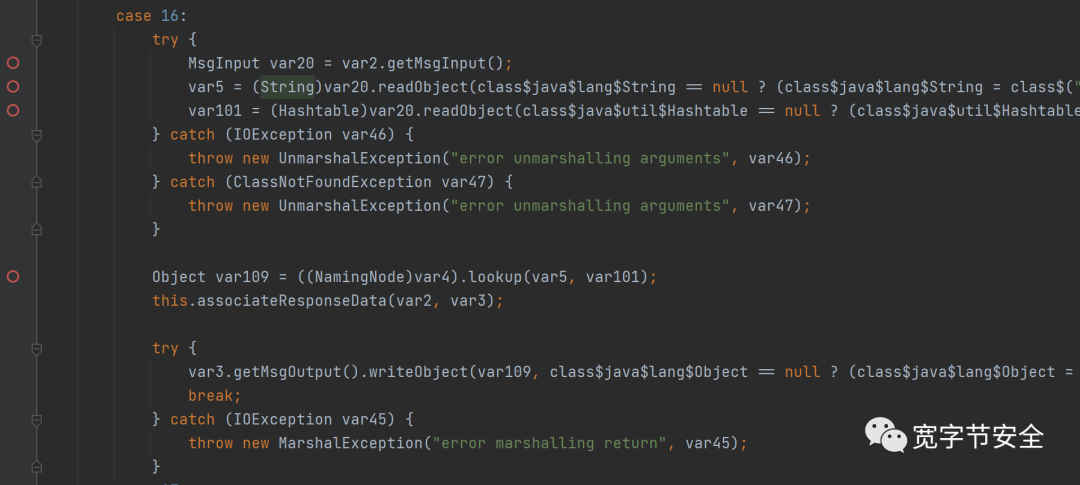 case 16:
try {
MsgInput var20 = var2.getMsgInput();
var5 = (String)var20.readObject(class$java$lang$String == null ? (class$java$lang$String = class$("
var101 = (Hashtable)var20.readObject(class$java$util$Hashtable == null ? (class$java$util$Hashtable
} catch (IOException var46) {
throw new UnmarshalException("error unmarshalling arguments", var46);
} catch (ClassNotFoundException var47) {
throw new UnmarshalException("error unmarshalling arguments", var47);
}
Object var109 = ((NamingNode)var4).lookup(var5, var101);
this.associateResponseData(var2, var3);
try {
var3.getMsgOutput().writeObject(var109, class$java$lang$Object == null ? (class$java$lang$Object =
break;
} catch (IOException var45) {
throw new MarshalException("error marshalling return", var45);
}
宽字节安全